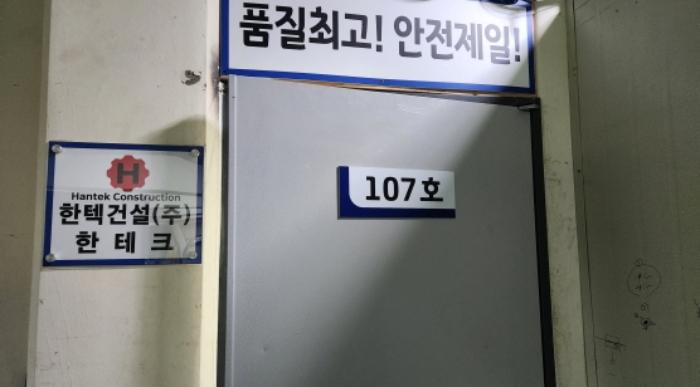 품질최고! 안전제일!
107호
H
Hantek Construction
한텍건설(주)
한 테 크